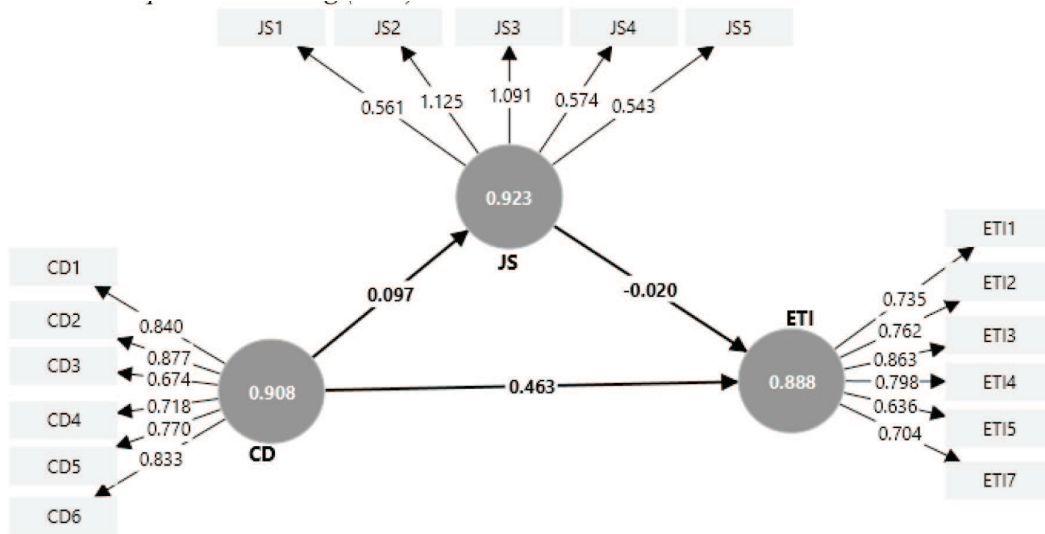 JS1 JS2 JS3 JS4 JS5
0.561 1.125 1.091 0.574 0.543
0.923
JS
0.097
-0.020
0.463
CD1
CD2
CD3
CD4
CD5
CD6
0.840
0.877
0.674
0.718
0.770
0.833
0.908
CD
ETI
0.888
0.735
0.762
0.863
0.798
0.636
0.704
ETI1
ETI2
ETI3
ETI4
ETI5
ETI7